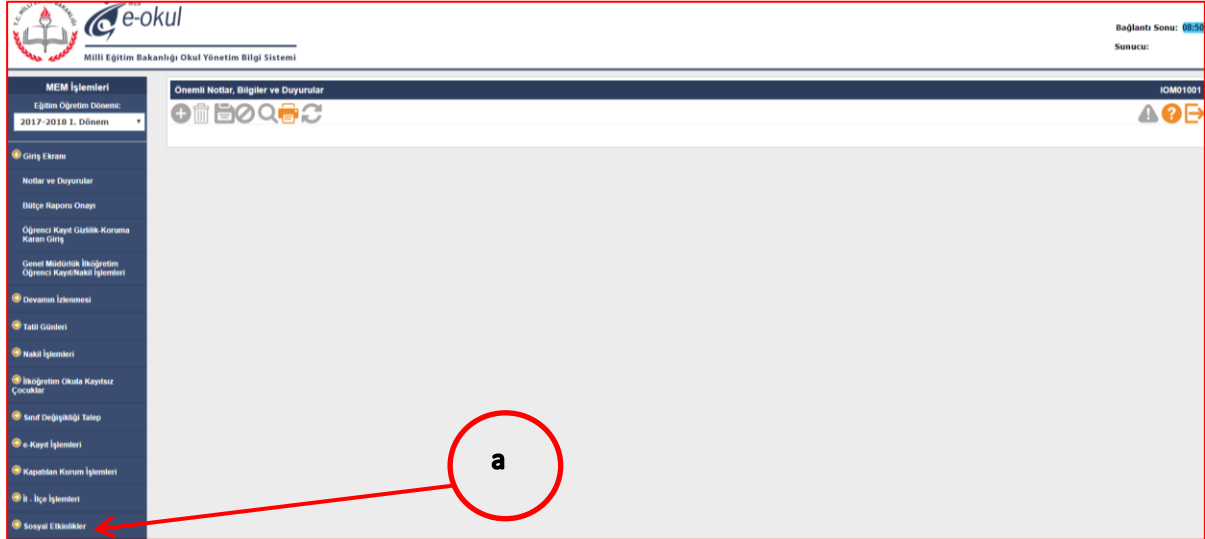 MEB
e-okul
Milli Eğitim Bakanlığı Okul Yönetim Bilgi Sistemi
Bağlantı Sonu: 08:50
Sunucu:
MEM İşlemleri
Eğitim Öğretim Dönemi:
2017-2018 I. Dönem
Önemli Notlar, Bilgiler ve Duyurular
IOM01001
Giriş Ekranı
Notlar ve Duyurular
Bütçe Raporu Onayı
Öğrenci Kayıt Gizlilik-Koruma
Kararı Giriş
Genel Müdürlük İlköğretim
Öğrenci Kayıt/Nakil İşlemleri
Devamın İzlenmesi
Tatil Günleri
Nakil İşlemleri
İlköğretim Okula Kayıtsız
Çocuklar
Sınıf Değişikliği Talep
e-Kayıt İşlemleri
Kapatılan Kurum İşlemleri
İl - İlçe İşlemleri
Sosyal Etkinlikler
a